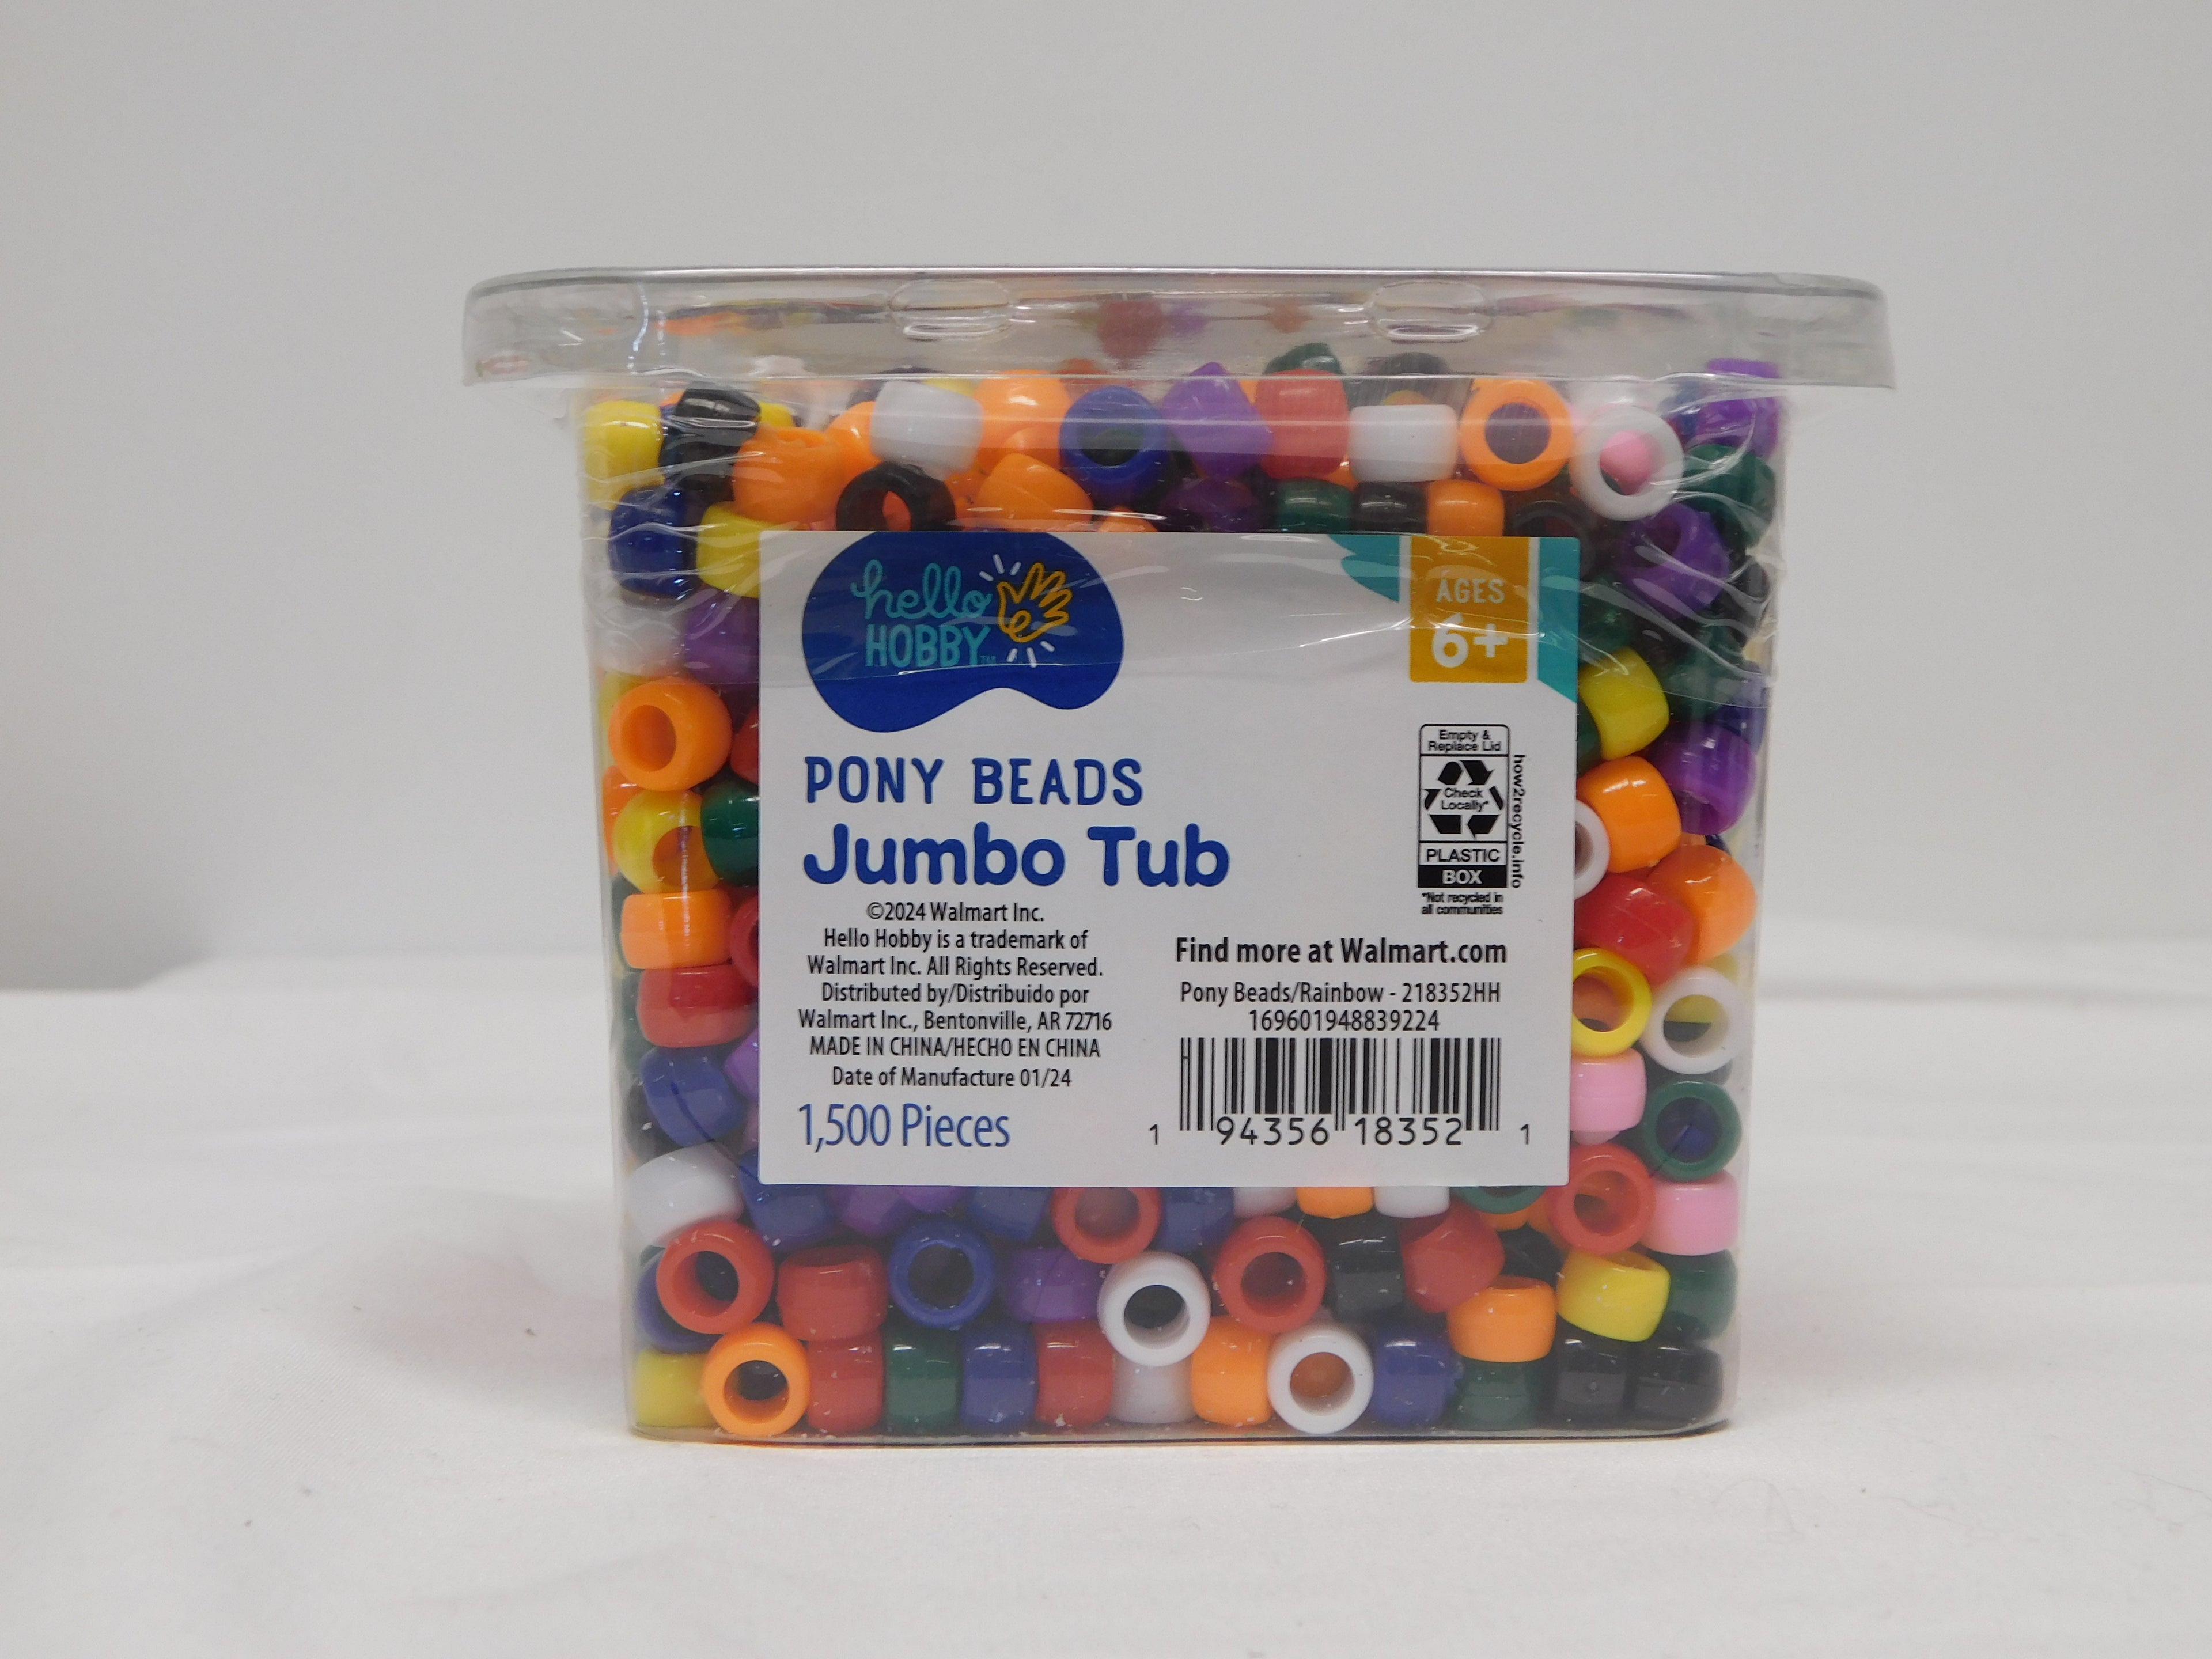 hello
HOBBY™
AGES
6+
PONY BEADS
Jumbo Tub
©2024 Walmart Inc.
Hello Hobby is a trademark of
Walmart Inc. All Rights Reserved.
Distributed by/Distribuido por
Walmart Inc., Bentonville, AR 72716
MADE IN CHINA/HECHO EN CHINA
Date of Manufacture 01/24
1,500 Pieces
Empty &
Replace Lid
Check
Locally*
PLASTIC
BOX
*Not recycled in
all communities
how2recycle.info
Find more at Walmart.com
Pony Beads/Rainbow - 218352HH
169601948839224
1 94356 18352 1